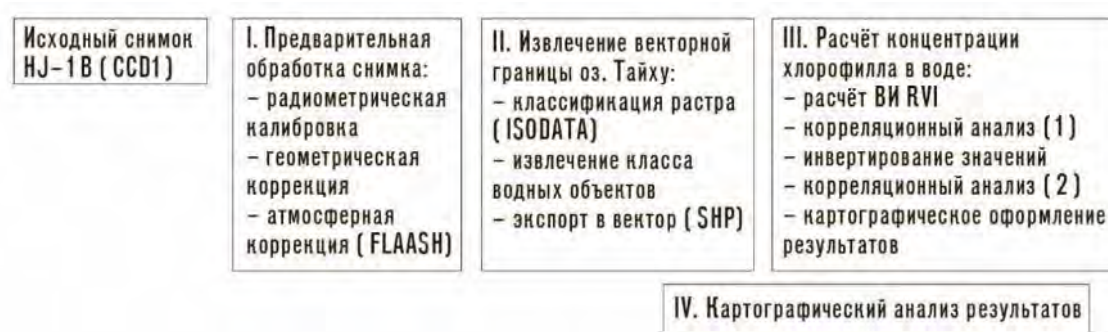 Исходный снимок
HJ-1B (CCD1)
I. Предварительная
обработка снимка:
– радиометрическая
калибровка
– геометрическая
коррекция
– атмосферная
коррекция (FLAASH)
II. Извлечение векторной
границы оз. Тайху:
– классификация растра
(ISODATA)
– извлечение класса
водных объектов
– экспорт в вектор (SHP)
III. Расчёт концентрации
хлорофилла в воде:
– расчёт ВИ RVI
– корреляционный анализ (1)
– инвертирование значений
– корреляционный анализ (2)
– картографическое оформление
результатов
IV. Картографический анализ результатов